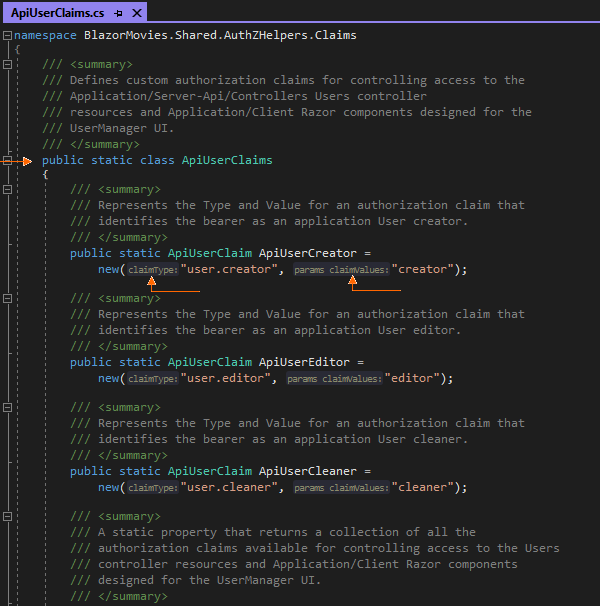 ApiUserClaims.cs
namespace BlazorMovies.Shared.AuthZHelpers.Claims
{
/// <summary>
/// Defines custom authorization claims for controlling access to the
/// Application/Server-Api/Controllers Users controller
/// resources and Application/Client Razor components designed for the
/// UserManager UI.
/// </summary>
public static class ApiUserClaims
{
/// <summary>
/// Represents the Type and Value for an authorization claim that
/// identifies the bearer as an application User creator.
/// </summary>
public static ApiUserClaim ApiUserCreator =
new(claimType:"user.creator", params claimValues:"creator");
/// <summary>
/// Represents the Type and Value for an authorization claim that
/// identifies the bearer as an application User editor.
/// </summary>
public static ApiUserClaim ApiUserEditor =
new(claimType:"user.editor", params claimValues:"editor");
/// <summary>
/// Represents the Type and Value for an authorization claim that
/// identifies the bearer as an application User cleaner.
/// </summary>
public static ApiUserClaim ApiUserCleaner =
new(claimType:"user.cleaner", params claimValues:"cleaner");
/// <summary>
/// A static property that returns a collection of all the
/// authorization claims available for controlling access to the Users
/// controller resources and Application/Client Razor components
/// designed for the UserManager UI.
/// </summary>